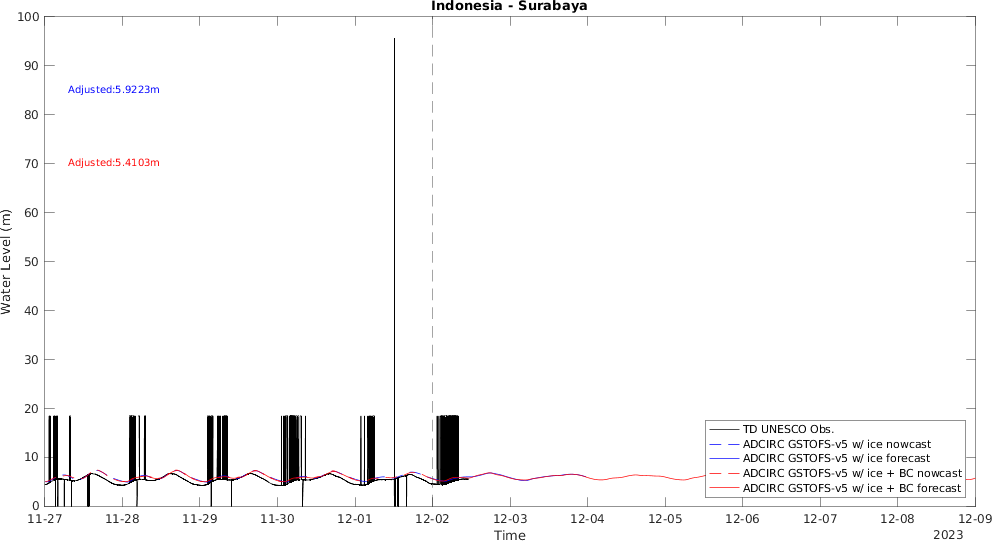 Indonesia - Surabaya
100
90
80
70
60
50
40
30
20
10
0
Water Level (m)
Adjusted:5.9223m
Adjusted:5.4103m
TD UNESCO Obs.
ADCIRC GSTOFS-v5 w/ ice nowcast
ADCIRC GSTOFS-v5 w/ ice forecast
ADCIRC GSTOFS-v5 w/ ice + BC nowcast
ADCIRC GSTOFS-v5 w/ ice + BC forecast
11-27 11-28 11-29 11-30 12-01 12-02 12-03 12-04 12-05 12-06 12-07 12-08 12-09
Time
2023